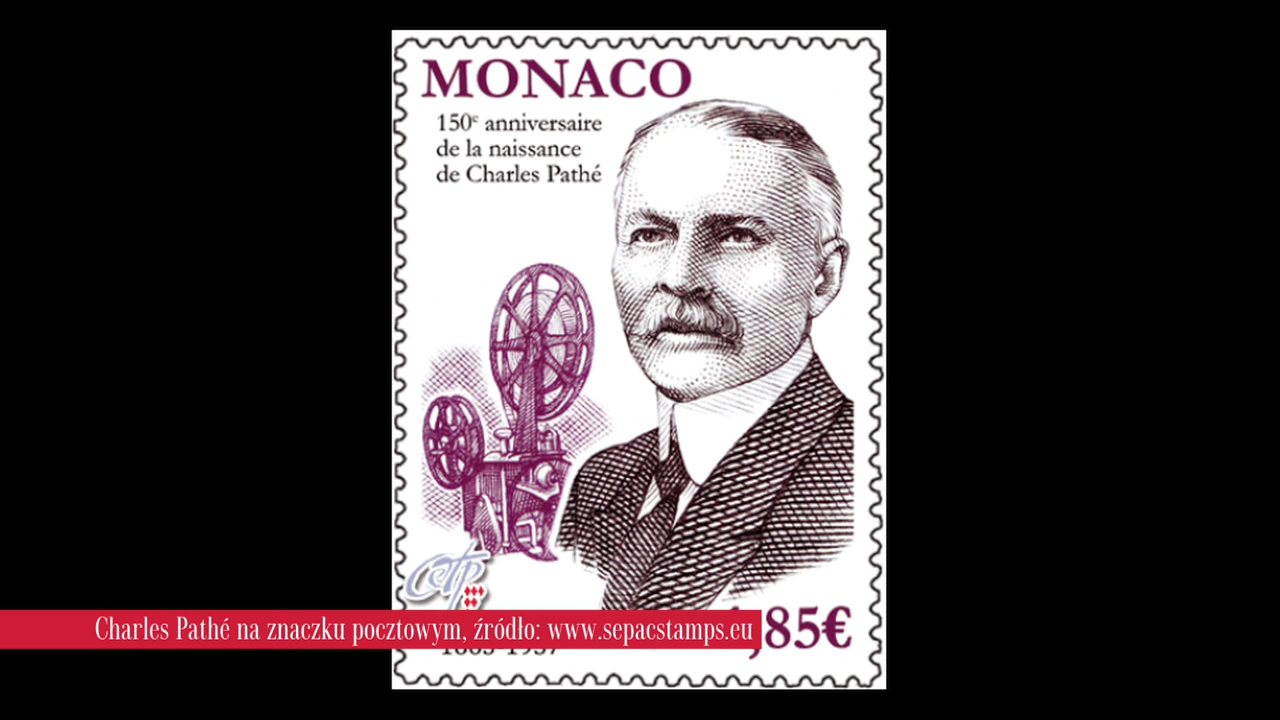 MONACO
150e anniversaire
de la naissance
de Charles Pathé
,85€
Charles Pathé na znaczku pocztowym, źródło: www.sepacstamps.eu